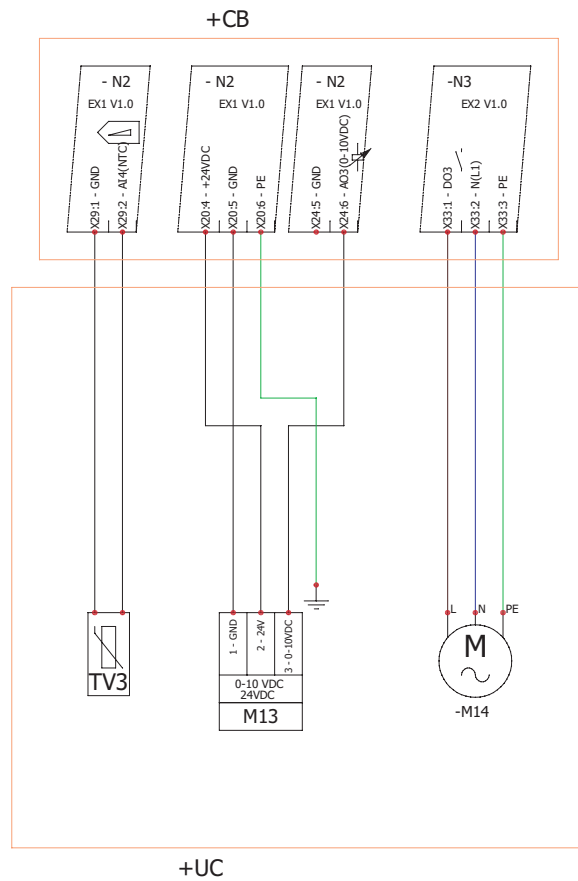 +CB
- N2
EX1 V1.0
X29:1 - GND
X29:2 - AI4(NTC)
- N2
EX1 V1.0
X20:4 - +24VDC
X20:5 - GND
X20:6 - PE
- N2
EX1 V1.0
X24:5 - GND
X24:6 - AO3(0-10VDC)
-N3
EX2 V1.0
X33:1 - DO3
X33:2 - N(L1)
X33:3 - PE
TV3
1 - GND
2 - 24V
3 - 0-10VDC
0-10 VDC
24VDC
M13
L
N
PE
M
-M14
+UC